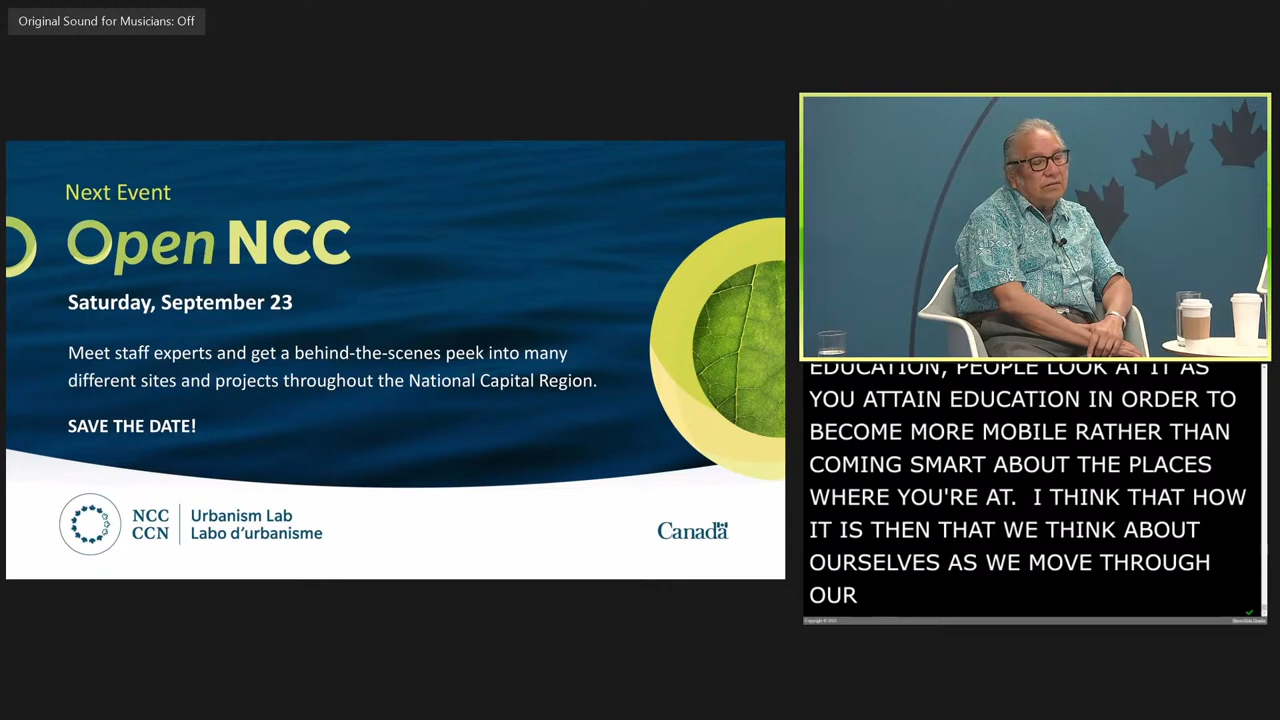 Original Sound for Musicians: Off
Next Event
Open NCC
Saturday, September 23
Meet staff experts and get a behind-the-scenes peek into many
different sites and projects throughout the National Capital Region.
SAVE THE DATE!
NCC
CCN
Urbanism Lab
Labo d'urbanisme
Canada
EDUCATION, PEOPLE LOOK AT IT AS
YOU ATTAIN EDUCATION IN ORDER TO
BECOME MORE MOBILE RATHER THAN
COMING SMART ABOUT THE PLACES
WHERE YOU'RE AT.  I THINK THAT HOW
IT IS THEN THAT WE THINK ABOUT
OURSELVES AS WE MOVE THROUGH
OUR